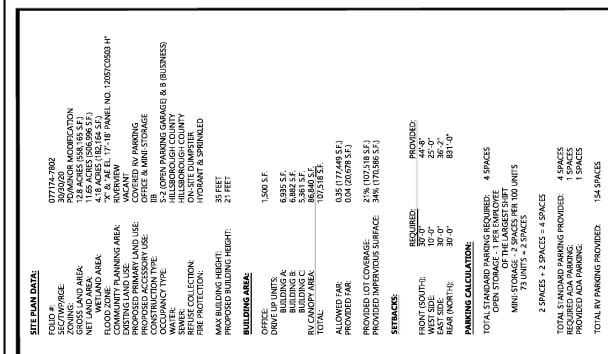 SITE PLAN DATA:
FOLIO #: 077174-7802
SEC/TWP/RGE: 30/30/20
ZONING: PD/MINOR MODIFICATION
GROSS LAND AREA: 12.8 ACRES (558,165 S.F.)
NET LAND AREA: 11.65 ACRES (506,996 S.F.)
WETLAND AREA: 4.18 ACRES (182,164 S.F.)
FLOOD ZONE: "X" & "AE EL. 17'-18' PANEL NO. 12057C0503 H"
COMMUNITY PLANNING AREA: RIVERVIEW
EXISTING LAND USE: VACANT
PROPOSED PRIMARY LAND USE: COVERED RV PARKING
PROPOSED ACCESSORY USE: OFFICE & MINI-STORAGE
CONSTRUCTION TYPE: IIB
OCCUPANCY TYPE: S-2 (OPEN PARKING GARAGE) & B (BUSINESS)
WATER: HILLSBOROUGH COUNTY
SEWER: HILLSBOROUGH COUNTY
REFUSE COLLECTION: ON-SITE DUMPSTER
FIRE PROTECTION: HYDRANT & SPRINKLED
MAX BUILDING HEIGHT: 35 FEET
PROPOSED BUILDING HEIGHT: 21 FEET
BUILDING AREA:
OFFICE: 1,500 S.F.
DRIVE UP UNITS:
BUILDING A: 6,935 S.F.
BUILDING B: 6,882 S.F.
BUILDING C: 5,361 S.F.
RV CANOPY AREA: 86,840 S.F.
TOTAL: 107,518 S.F.
ALLOWED FAR: 0.35 (177,449 S.F.)
PROVIDED FAR: 0.04 (20,678 S.F.)
PROVIDED LOT COVERAGE: 21% (107,518 S.F.)
PROVIDED IMPERVIOUS SURFACE: 34% (170,586 S.F.)
SETBACKS:
REQUIRED: PROVIDED:
FRONT (SOUTH): 30'-0" 44'-8"
WEST SIDE: 10'-0" 25'-0"
EAST SIDE: 30'-0" 36'-2"
REAR (NORTH): 30'-0" 831'-0"
PARKING CALCULATION:
TOTAL STANDARD PARKING REQUIRED: 4 SPACES
OPEN STORAGE - 1 PER EMPLOYEE
OF THE LARGEST SHIFT
MINI-STORAGE - 2 SPACES PER 100 UNITS
73 UNITS = 2 SPACES
2 SPACES + 2 SPACES = 4 SPACES
TOTAL STANDARD PARKING PROVIDED: 4 SPACES
REQUIRED ADA PARKING: 1 SPACES
PROVIDED ADA PARKING: 1 SPACES
TOTAL RV PARKING PROVIDED: 154 SPACES